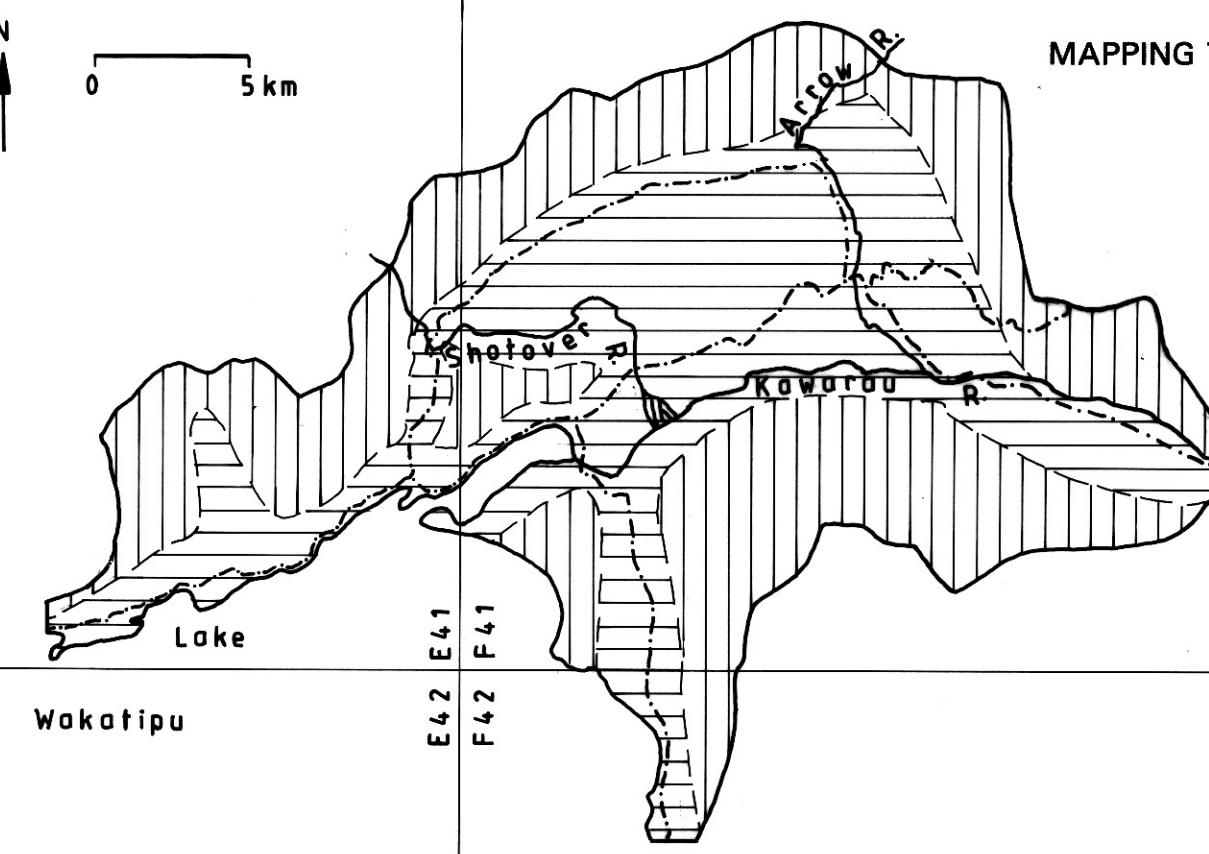 N
0 5 km
MAPPING
Arrow R.
Shotover R.
Kawarau R.
Lake
Wakatipu
E41 F41
E42 F42